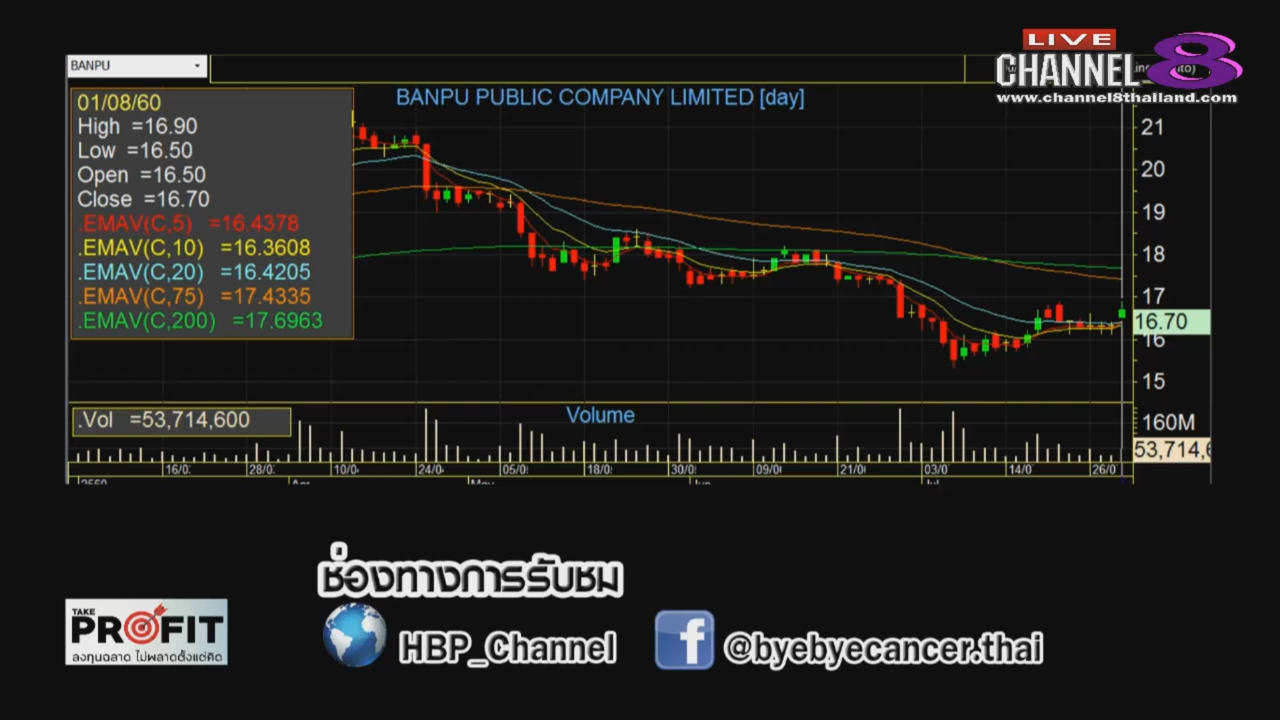 LIVE
CHANNEL 8
www.channel8thailand.com
BANPU
BANPU PUBLIC COMPANY LIMITED [day]
01/08/60
High =16.90
Low =16.50
Open =16.50
Close =16.70
.EMAV(C,5) =16.4378
.EMAV(C,10) =16.3608
.EMAV(C,20) =16.4205
.EMAV(C,75) =17.4335
.EMAV(C,200) =17.6963
21
20
19
18
17
16.70
16
15
.Vol =53,714,600
Volume
160M
53,714,6
16/0 28/0 10/0 24/0 05/0 18/0 30/0 09/0 21/0 03/0 14/0 26/0
2560 Apr May Jun Jul
ช่องทางการรับชม
TAKE
PROFIT
ลงทุนฉลาด ไม่พลาดตั้งแต่คิด
HBP_Channel
@byebyecancer.thai